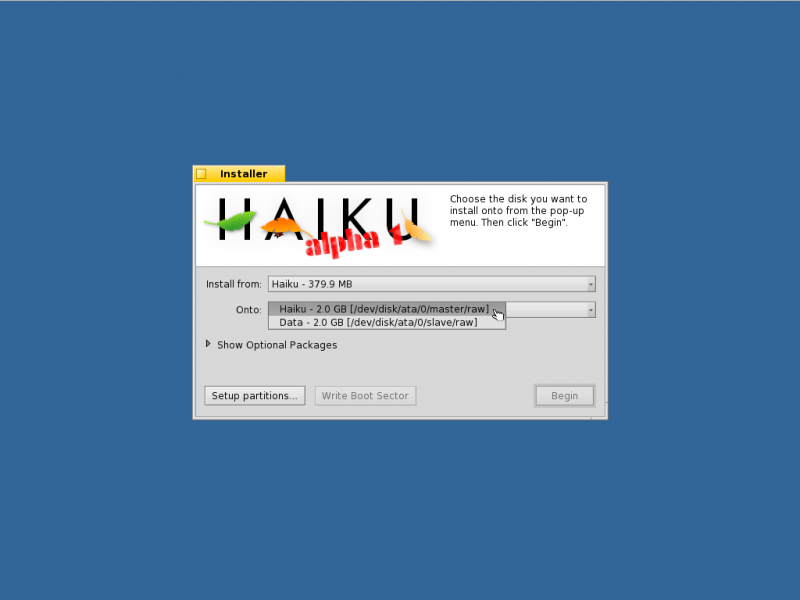 Installer
HAIKU
alpha 1
Choose the disk you want to
install onto from the pop-up
menu. Then click "Begin".
Install from: Haiku - 379.9 MB
Onto: Haiku - 2.0 GB [/dev/disk/ata/0/master/raw]
Data - 2.0 GB [/dev/disk/ata/0/slave/raw]
Show Optional Packages
Setup partitions... Write Boot Sector Begin